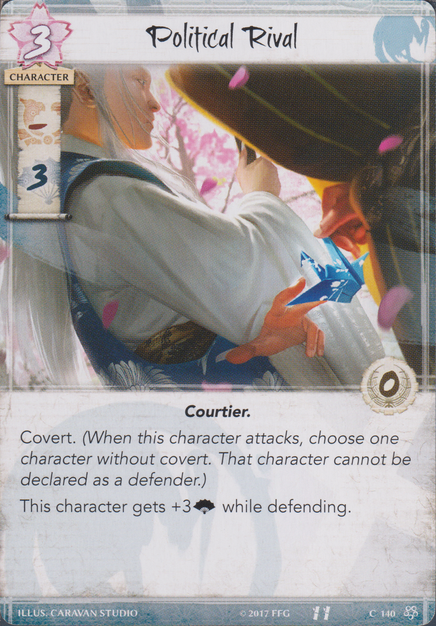 3
Political Rival
CHARACTER
3
0
Courtier.
Covert. (When this character attacks, choose one
character without covert. That character cannot be
declared as a defender.)
This character gets +3 while defending.
ILLUS. CARAVAN STUDIO © 2017 FFG C 140